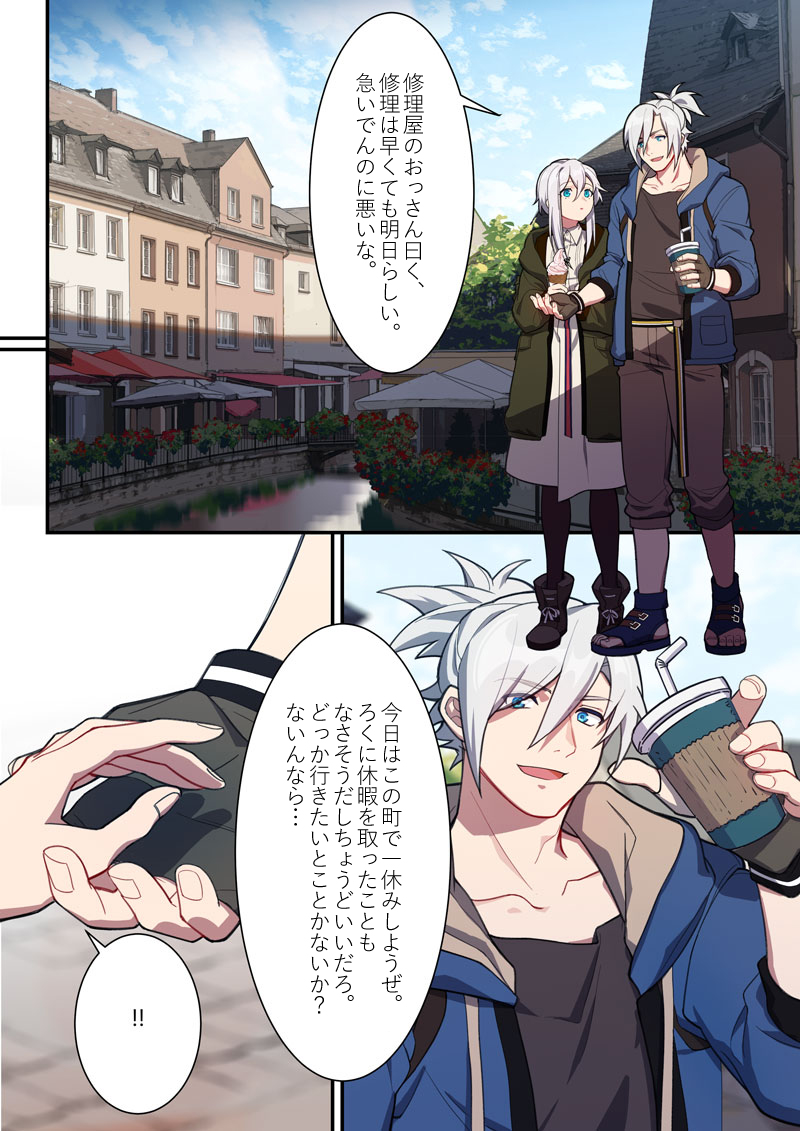 修理屋のおっさん曰く、
修理は早くても明日らしい。
急いでんのに悪いな。
今日はこの町で一休みしようぜ。
ろくに休暇を取ったことも
なさそうだしちょうどいいだろ。
どっか行きたいとことかないか？
ないんなら…
!!